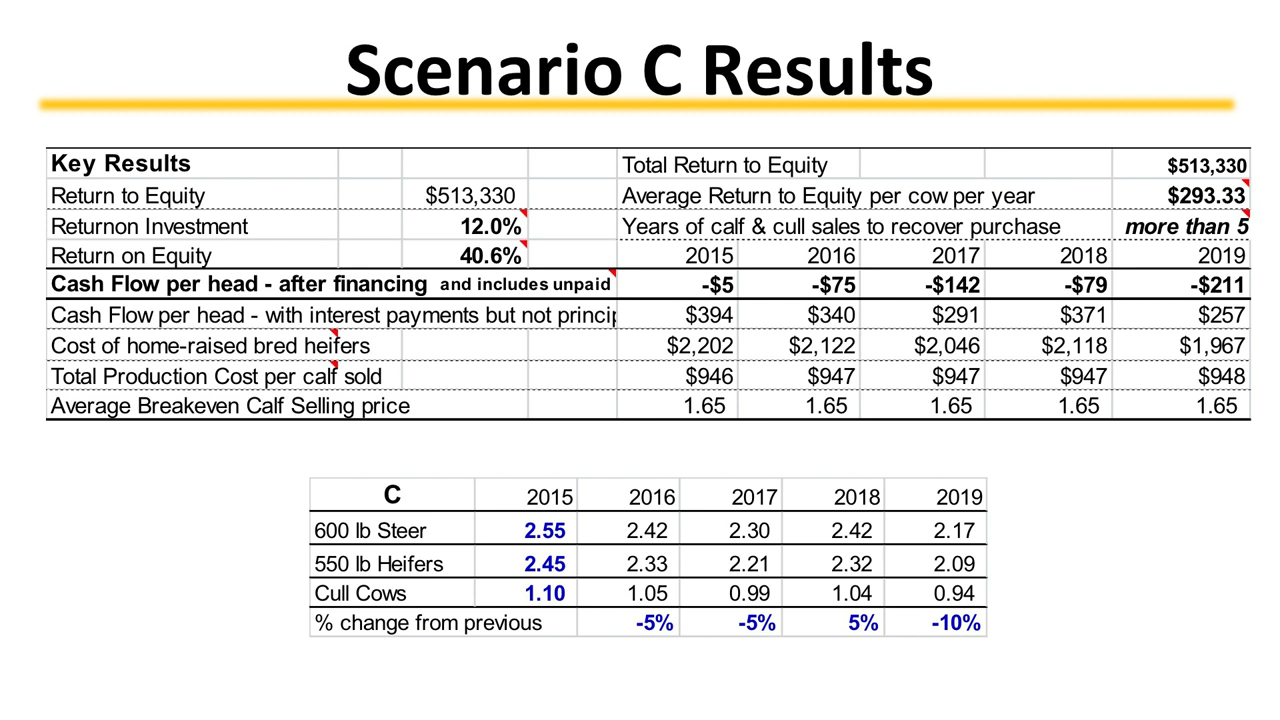 Scenario C Results
Key Results Total Return to Equity $513,330
Return to Equity $513,330 Average Return to Equity per cow per year $293.33
Returnon Investment 12.0% Years of calf & cull sales to recover purchase more than 5
Return on Equity 40.6% 2015 2016 2017 2018 2019
Cash Flow per head - after financing and includes unpaid -$5 -$75 -$142 -$79 -$211
Cash Flow per head - with interest payments but not princip $394 $340 $291 $371 $257
Cost of home-raised bred heifers $2,202 $2,122 $2,046 $2,118 $1,967
Total Production Cost per calf sold $946 $947 $947 $947 $948
Average Breakeven Calf Selling price 1.65 1.65 1.65 1.65 1.65
C 2015 2016 2017 2018 2019
600 lb Steer 2.55 2.42 2.30 2.42 2.17
550 lb Heifers 2.45 2.33 2.21 2.32 2.09
Cull Cows 1.10 1.05 0.99 1.04 0.94
% change from previous -5% -5% 5% -10%